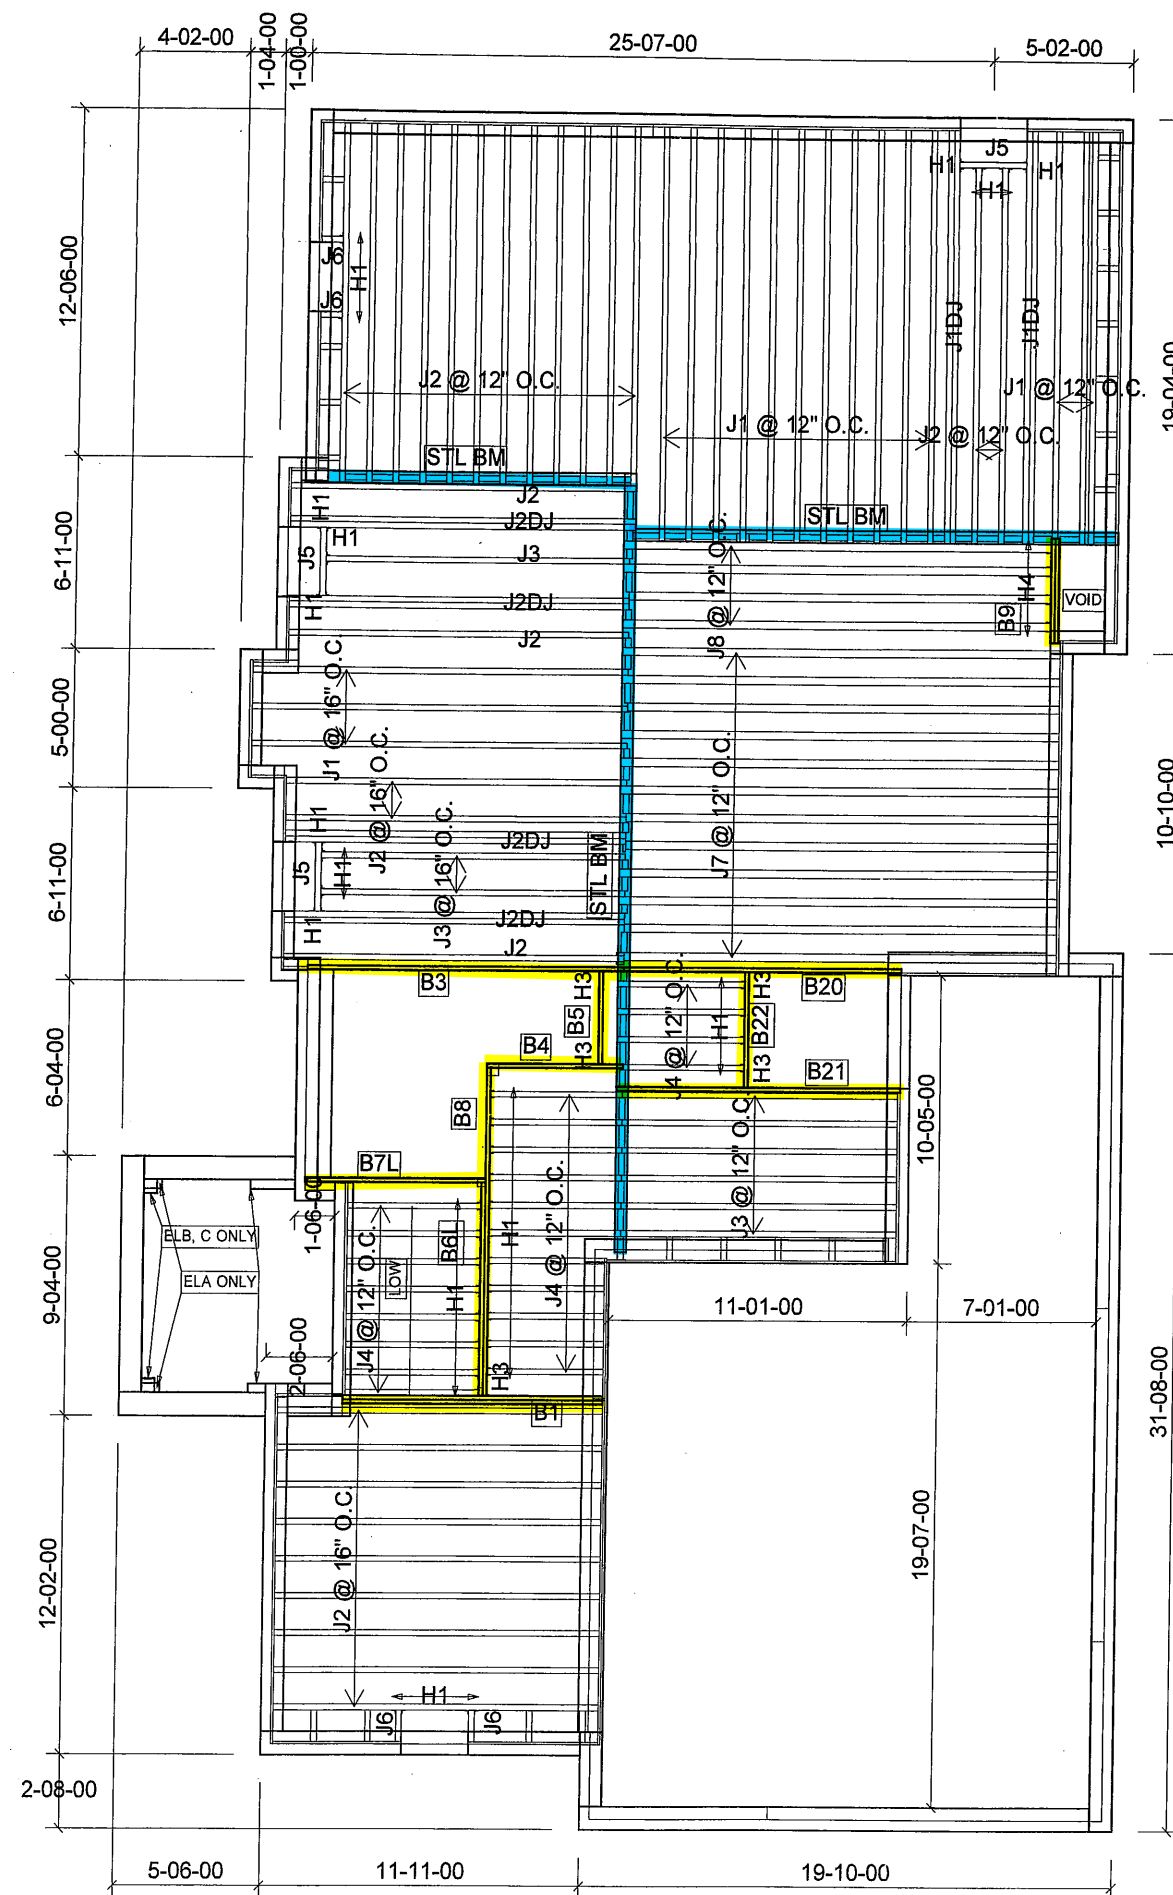 4-02-00
1-04-00
1-00-00
25-07-00
5-02-00
12-06-00
6-11-00
5-00-00
6-11-00
6-04-00
9-04-00
12-02-00
2-08-00
J5
H1
H1
H1
J6
J6
H1
J1DJ
J1DJ
19-04-00
J2 @ 12" O.C.
J1 @ 12" O.C.
J1 @ 12" O.C.
J2 @ 12" O.C.
STL BM
STL BM
J2
H1
J2DJ
H1
J5
J3
H1
J2DJ
J2
J8 @ 12" O.C.
H4
B9
VOID
J1 @ 16" O.C.
J2 @ 16" O.C.
J3 @ 16" O.C.
J7 @ 12" O.C.
10-10-00
H1
J2DJ
J5
H1
STL BM
H1
J2DJ
J2
B3
H3
B5
H3
B4
J4 @ 12" O.C.
H1
B22
H3
H3
B20
B21
B8
B7L
1-06-00
ELB, C ONLY
ELA ONLY
2-06-00
J4 @ 12" O.C.
LOW
B6L
H1
H1
J4 @ 12" O.C.
H3
J3 @ 12" O.C.
10-05-00
11-01-00
7-01-00
B1
J2 @ 16" O.C.
19-07-00
31-08-00
H1
J6
J6
5-06-00
11-11-00
19-10-00